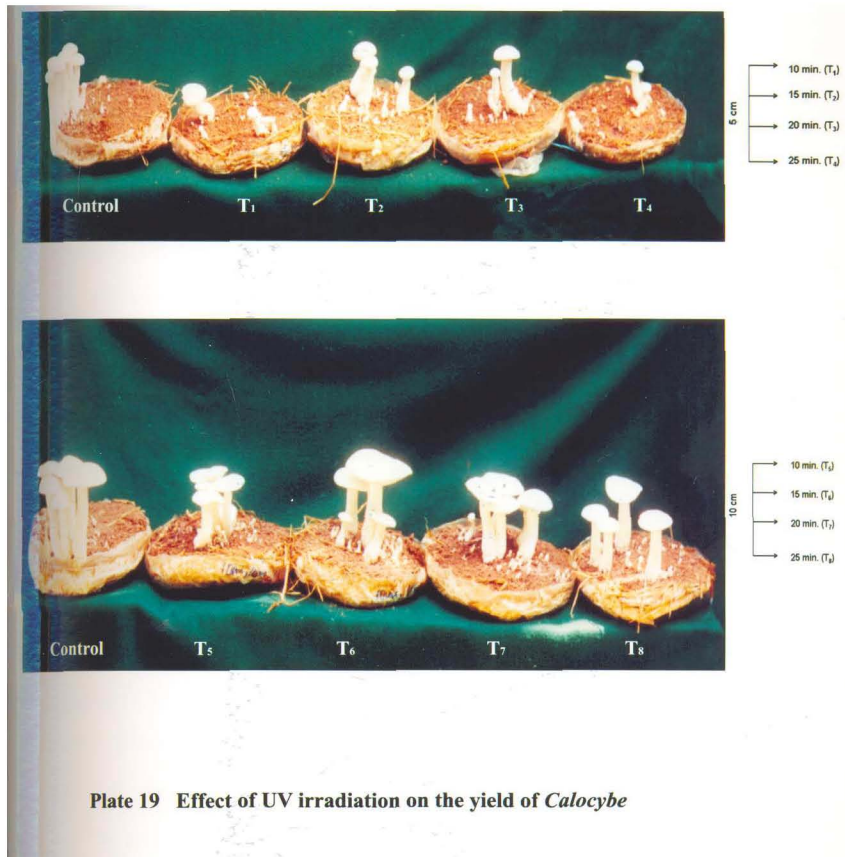 5 cm
10 min. (T₁)
15 min. (T₂)
20 min. (T₃)
25 min. (T₄)
Control T₁ T₂ T₃ T₄
10 cm
10 min. (T₅)
15 min. (T₆)
20 min. (T₇)
25 min. (T₈)
Control T₅ T₆ T₇ T₈
Plate 19 Effect of UV irradiation on the yield of Calocybe